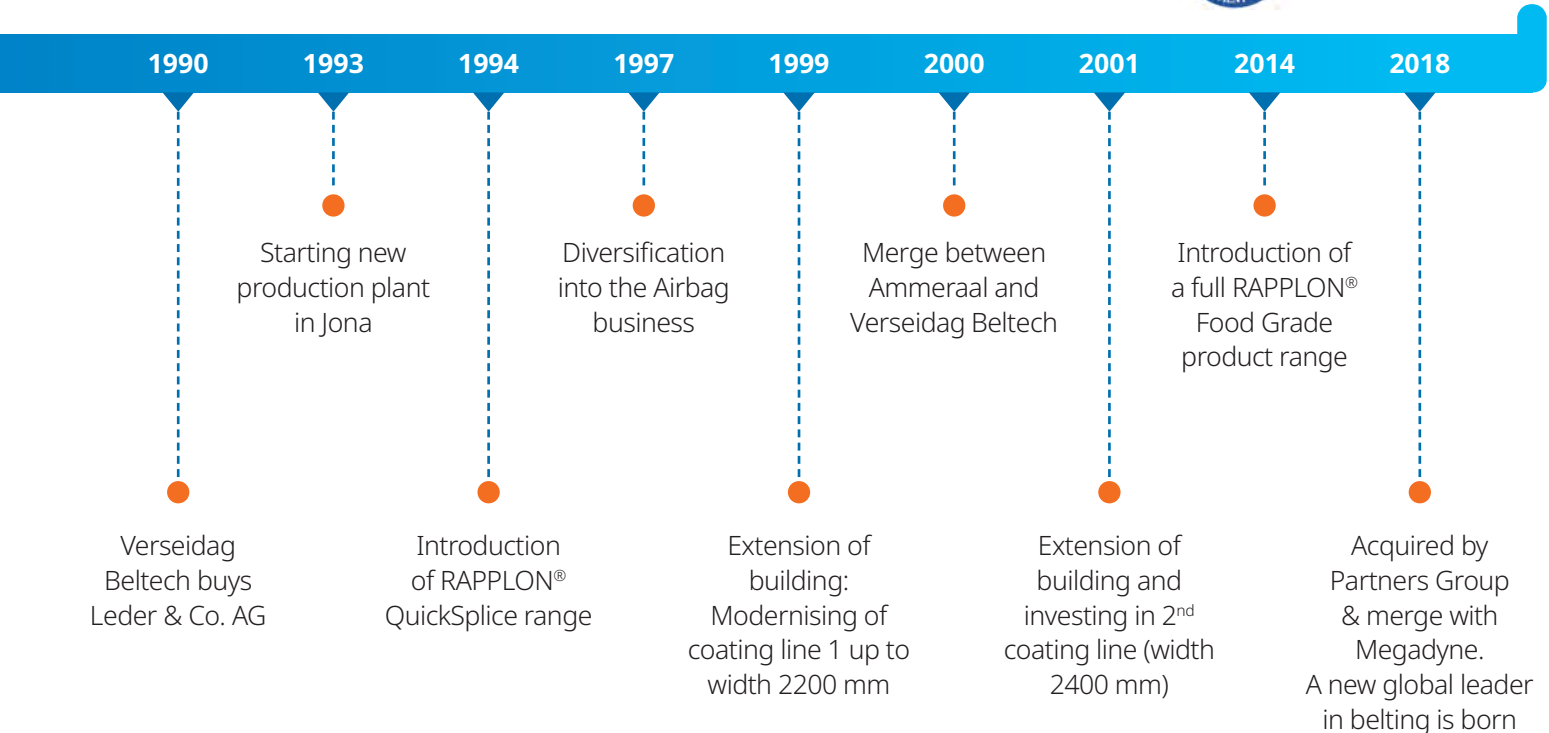 1990 1993 1994 1997 1999 2000 2001 2014 2018
Starting new
production plant
in Jona
Diversification
into the Airbag
business
Merge between
Ammeraal and
Verseidag Beltech
Introduction of
a full RAPPLON®
Food Grade
product range
Verseidag
Beltech buys
Leder & Co. AG
Introduction
of RAPPLON®
QuickSplice range
Extension of
building:
Modernising of
coating line 1 up to
width 2200 mm
Extension of
building and
investing in 2nd
coating line (width
2400 mm)
Acquired by
Partners Group
& merge with
Megadyne.
A new global leader
in belting is born